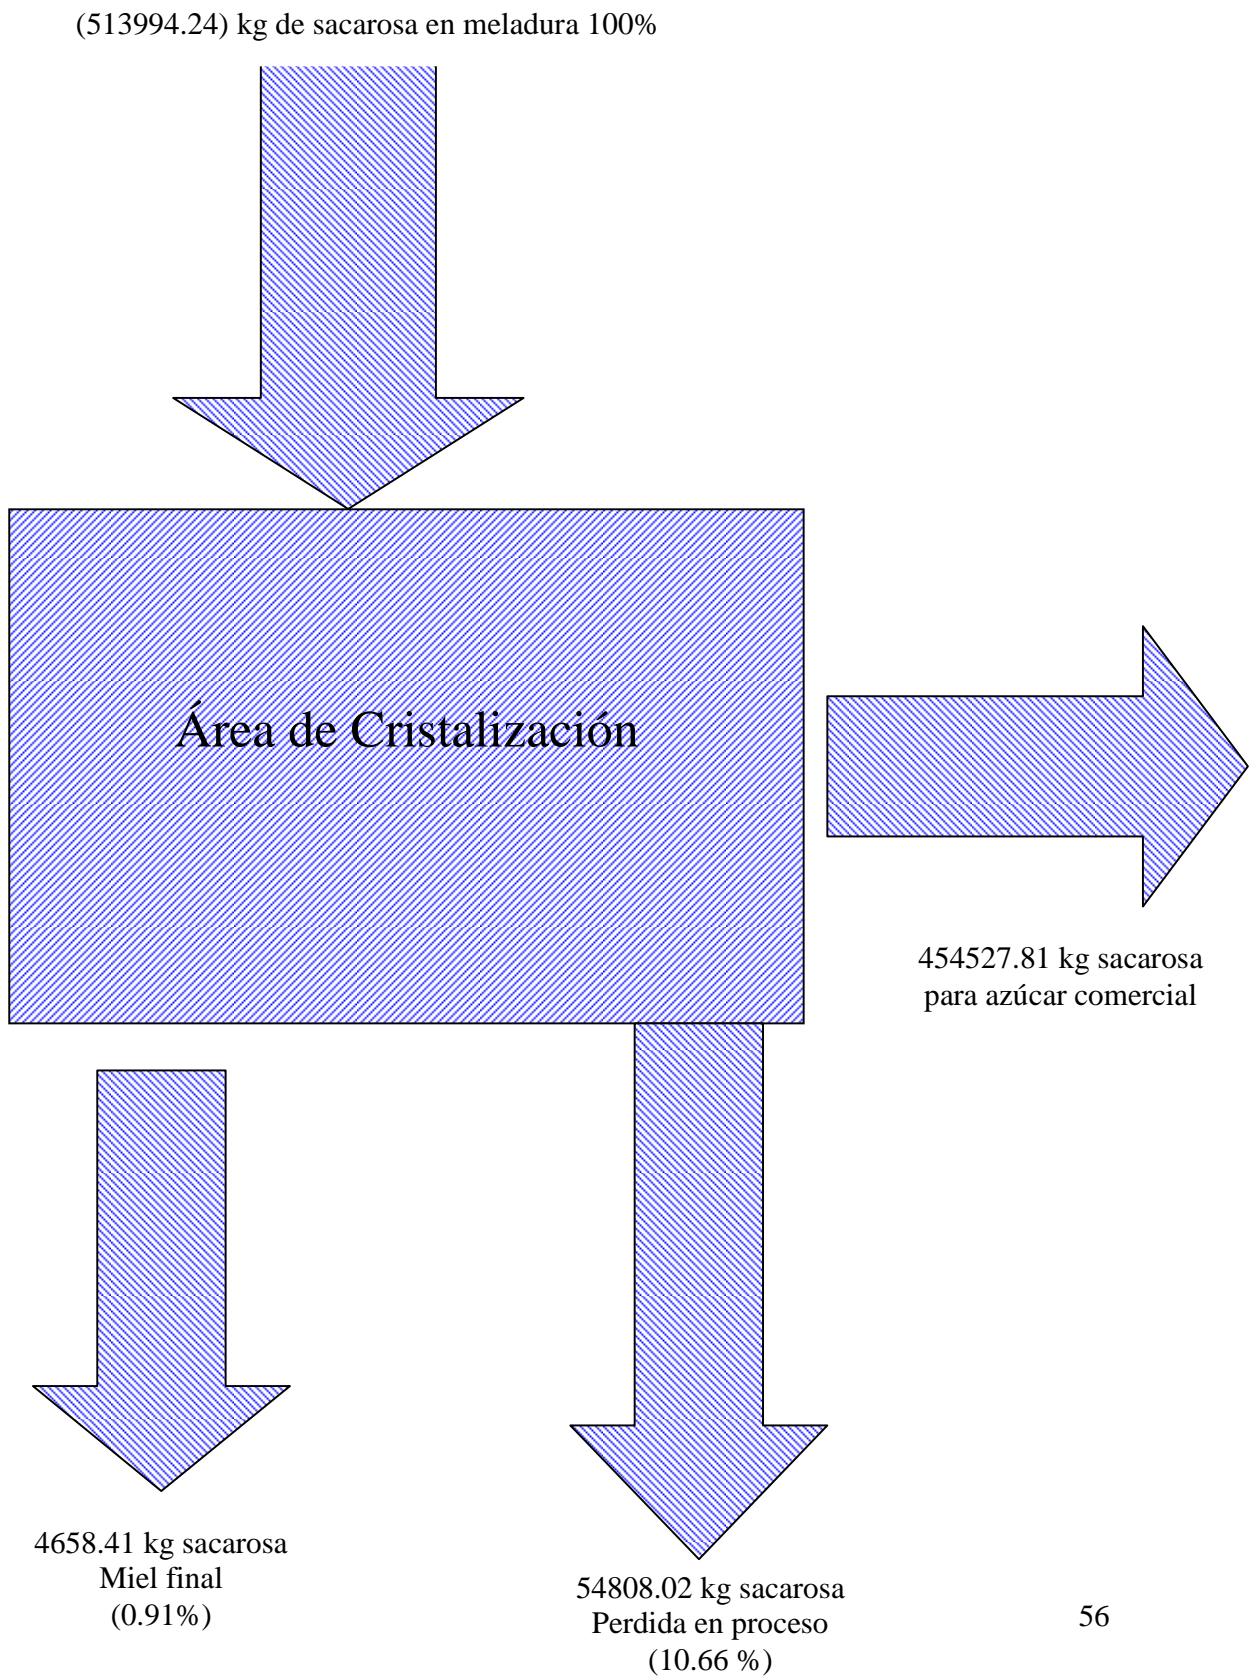 (513994.24) kg de sacarosa en meladura 100%
Área de Cristalización
454527.81 kg sacarosa
para azúcar comercial
4658.41 kg sacarosa
Miel final
(0.91%)
54808.02 kg sacarosa
Perdida en proceso
(10.66 %)
56